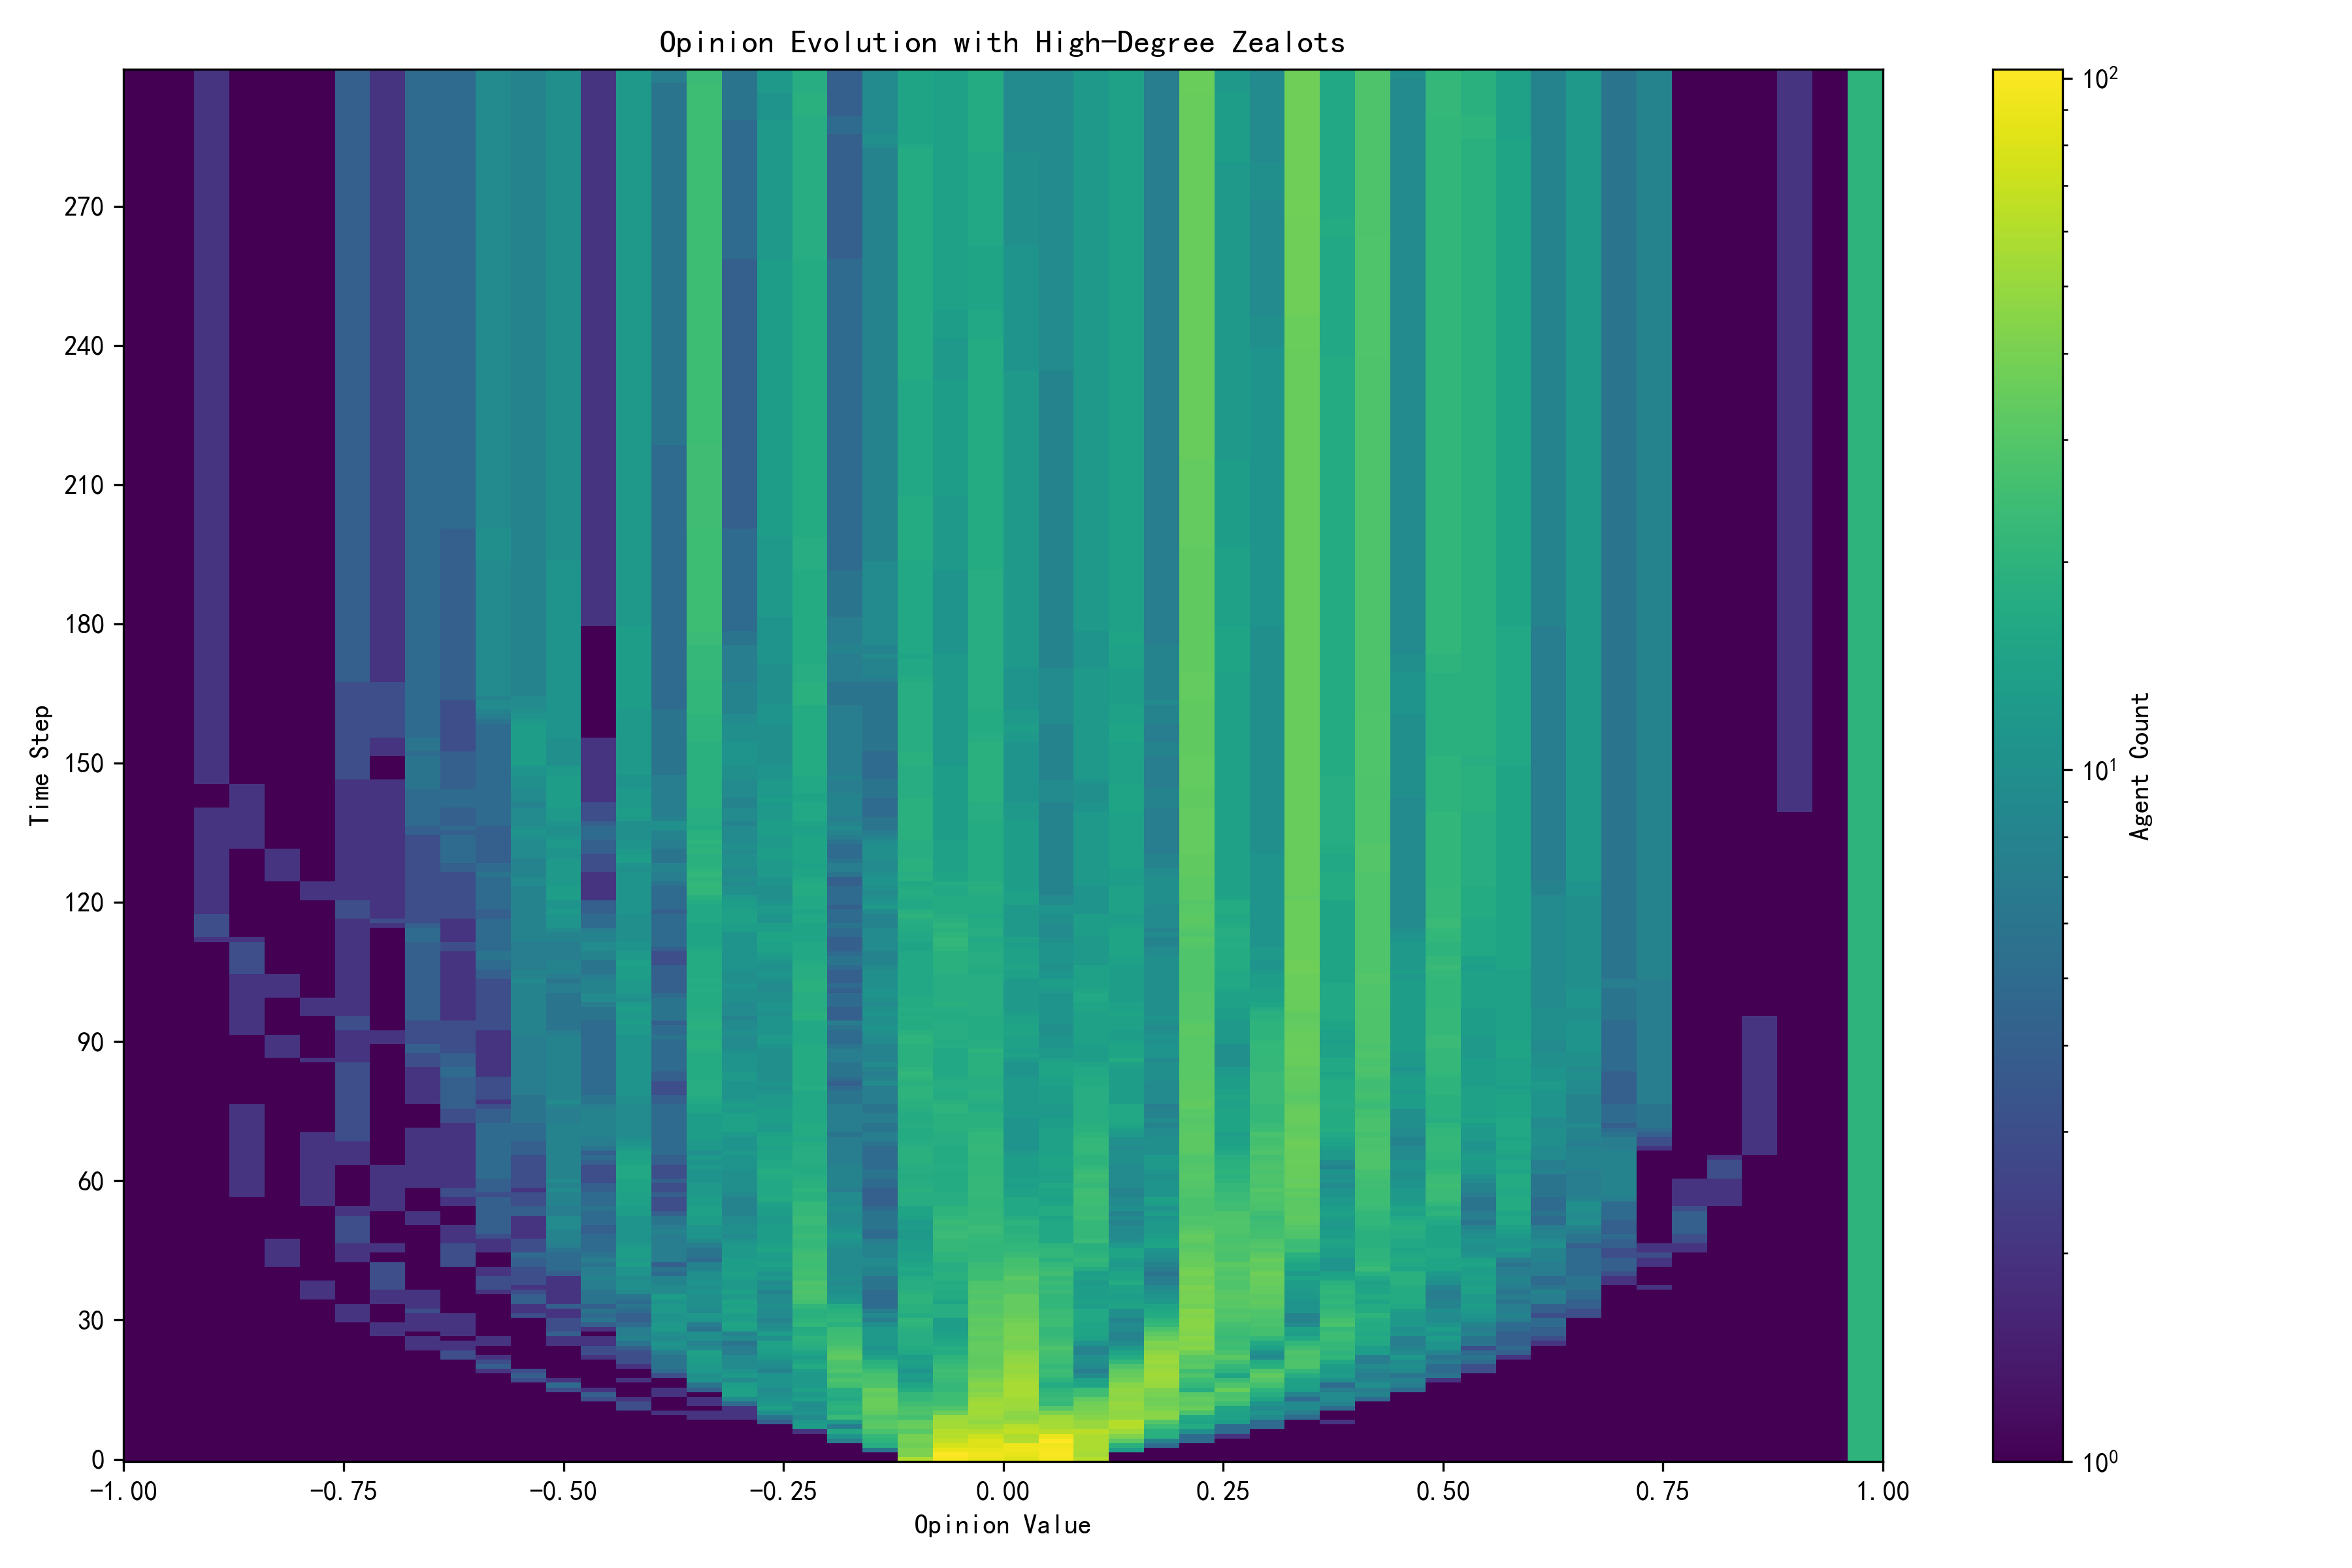 Opinion Evolution with High-Degree Zealots
10²
270
240
210
180
Time Step
150
120
90
60
30
0
10¹
Agent Count
10⁰
-1.00 -0.75 -0.50 -0.25 0.00 0.25 0.50 0.75 1.00
Opinion Value